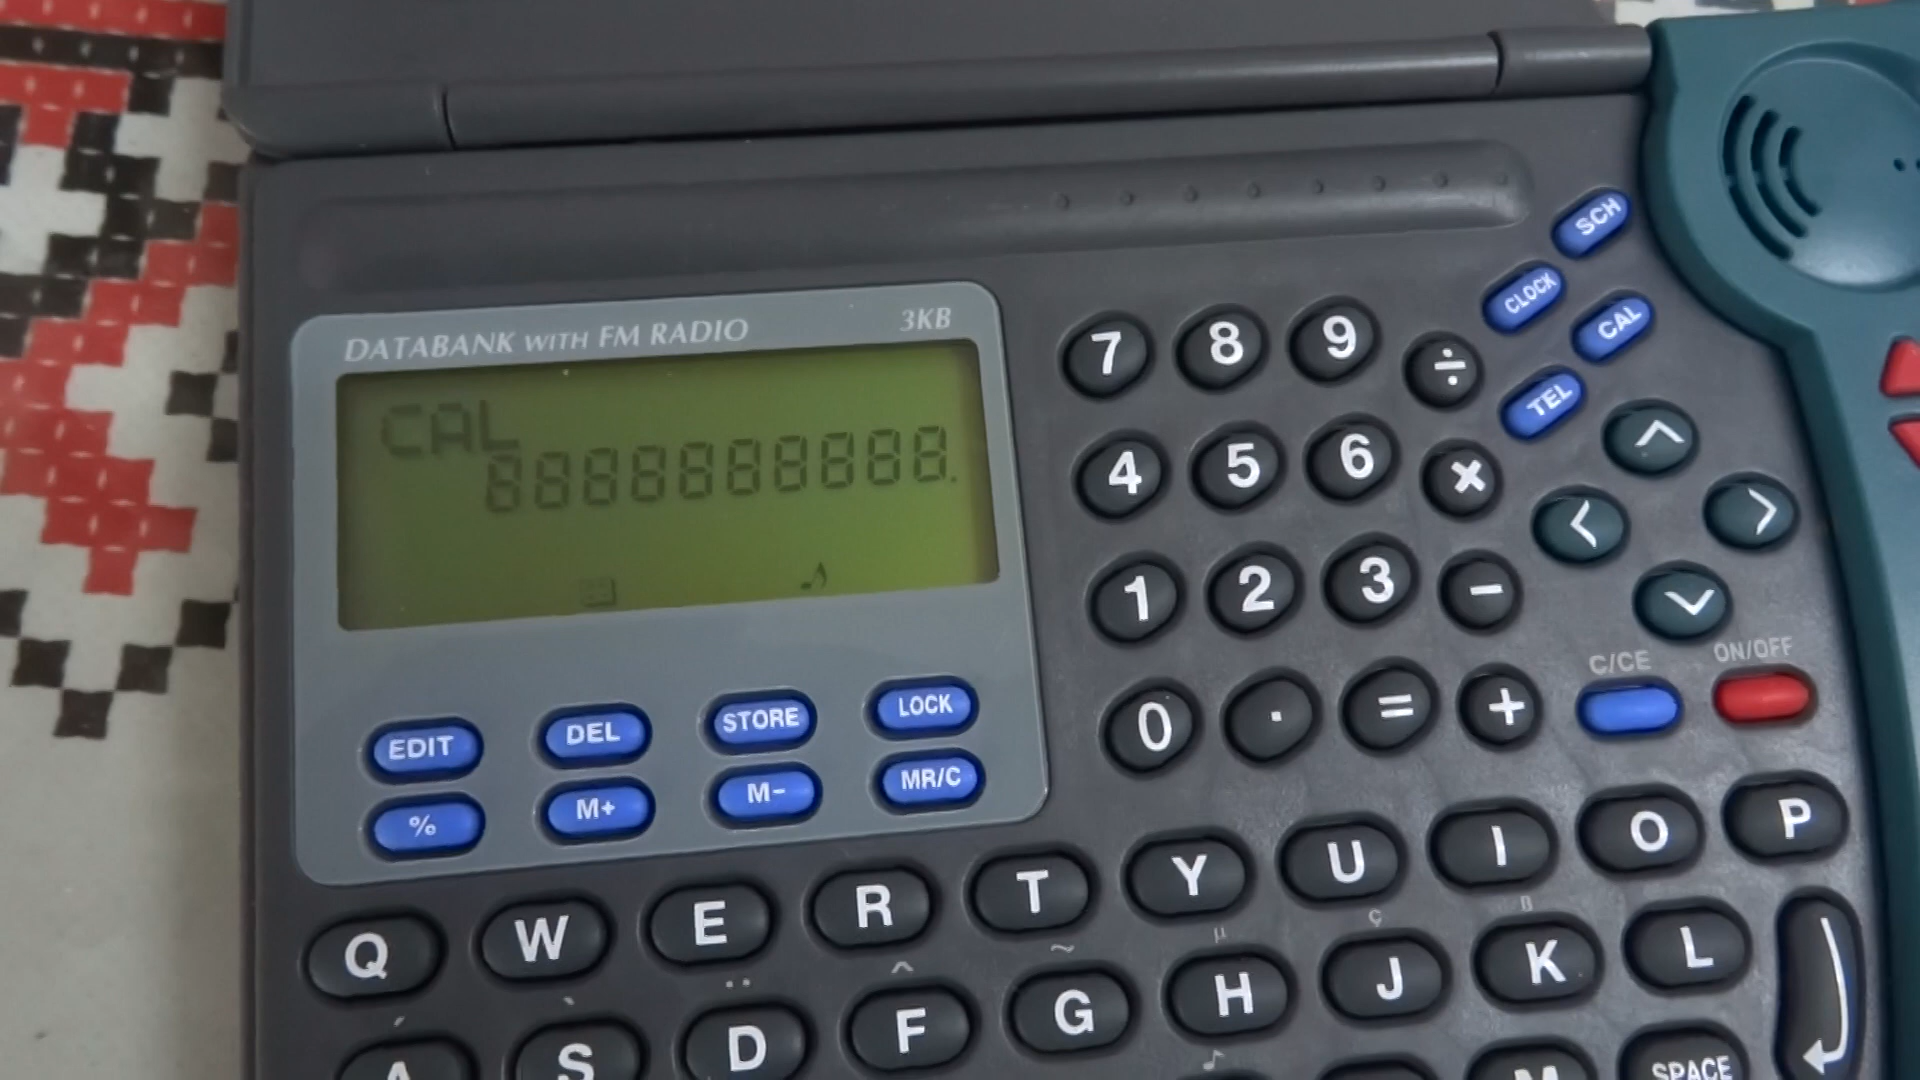 DATABANK WITH FM RADIO 3KB
CAL
8888888888.
SCH
CLOCK
CAL
TEL
7 8 9 ÷
4 5 6 ×
1 2 3 −
0 . = +
C/CE ON/OFF
EDIT DEL STORE LOCK
% M+ M− MR/C
Q W E R T Y U I O P
´ ` ¨ ^ ~ µ ç ß
A S D F G H J K L
M SPACE